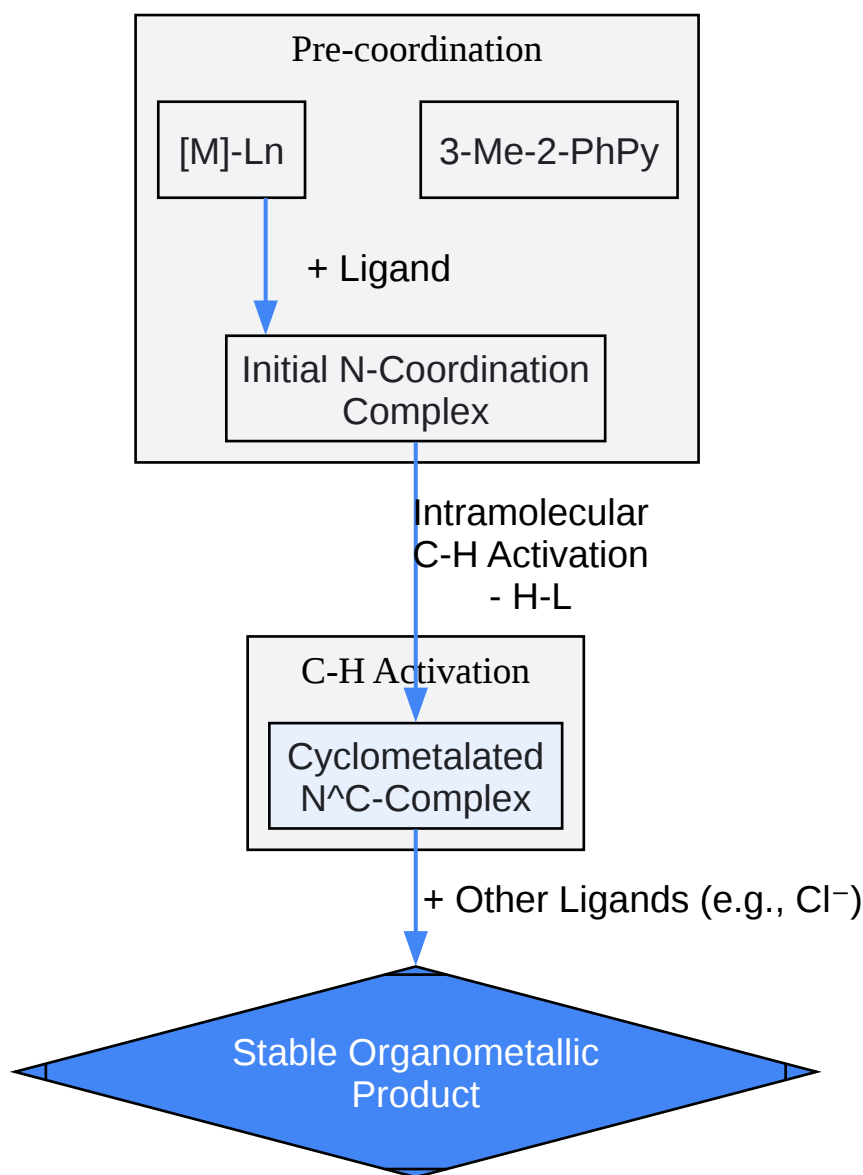 Pre-coordination
[M]-Ln
3-Me-2-PhPy
+ Ligand
Initial N-Coordination
Complex
Intramolecular
C-H Activation
- H-L
C-H Activation
Cyclometalated
N^C-Complex
+ Other Ligands (e.g., Cl⁻)
Stable Organometallic
Product